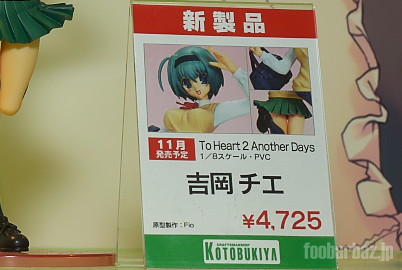 新製品
11月
発売予定
To Heart 2 Another Days
1/8スケール・PVC
吉岡 チエ
原型製作：Fio
¥4,725
CRAFTSMANSHIP
KOTOBUKIYA
foobarbaz.jp